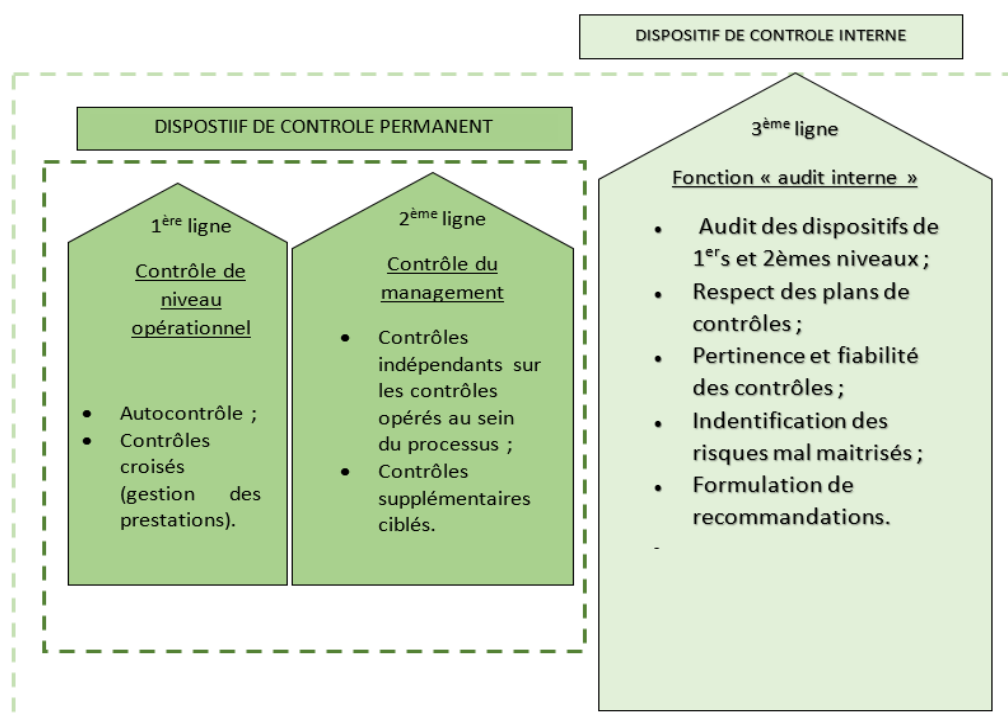 DISPOSITIF DE CONTROLE INTERNE
DISPOSTIIF DE CONTROLE PERMANENT
1ère ligne
Contrôle de
niveau
opérationnel
• Autocontrôle ;
• Contrôles
croisés
(gestion des
prestations).
2ème ligne
Contrôle du
management
• Contrôles
indépendants sur
les contrôles
opérés au sein
du processus ;
• Contrôles
supplémentaires
ciblés.
3ème ligne
Fonction « audit interne »
• Audit des dispositifs de
1ers et 2èmes niveaux ;
• Respect des plans de
contrôles ;
• Pertinence et fiabilité
des contrôles ;
• Indentification des
risques mal maitrisés ;
• Formulation de
recommandations.
-